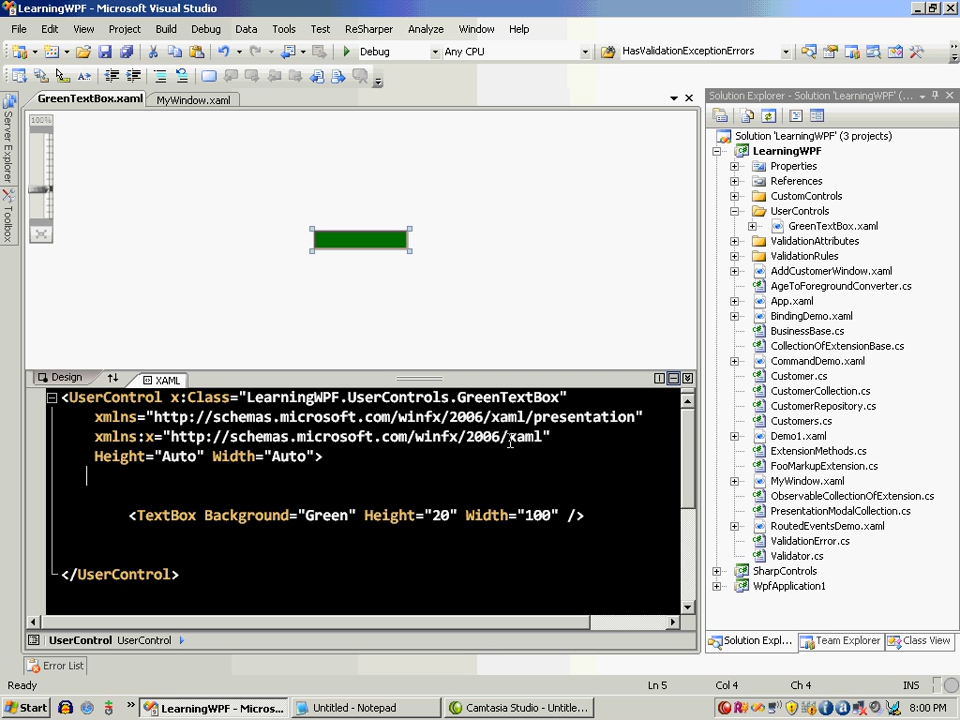 LearningWPF - Microsoft Visual Studio
File Edit View Project Build Debug Data Tools Test ReSharper Analyze Window Help
Debug Any CPU HasValidationExceptionErrors
GreenTextBox.xaml MyWindow.xaml
Solution Explorer - Solution 'LearningWPF' (...
Server Explorer
Toolbox
100%
Solution 'LearningWPF' (3 projects)
LearningWPF
Properties
References
CustomControls
UserControls
GreenTextBox.xaml
ValidationAttributes
ValidationRules
AddCustomerWindow.xaml
AgeToForegroundConverter.cs
App.xaml
BindingDemo.xaml
BusinessBase.cs
CollectionOfExtensionBase.cs
CommandDemo.xaml
Customer.cs
CustomerCollection.cs
CustomerRepository.cs
Customers.cs
Demo1.xaml
ExtensionMethods.cs
FooMarkupExtension.cs
MyWindow.xaml
ObservableCollectionOfExtension.cs
PresentationModalCollection.cs
RoutedEventsDemo.xaml
ValidationError.cs
Validator.cs
SharpControls
WpfApplication1
Design XAML
<UserControl x:Class="LearningWPF.UserControls.GreenTextBox"
xmlns="http://schemas.microsoft.com/winfx/2006/xaml/presentation"
xmlns:x="http://schemas.microsoft.com/winfx/2006/xaml"
Height="Auto" Width="Auto">
<TextBox Background="Green" Height="20" Width="100" />
</UserControl>
UserControl UserControl
Solution Expl... Team Explorer Class View
Error List
Ready Ln 5 Col 4 Ch 4 INS
Start LearningWPF - Micros... Untitled - Notepad Camtasia Studio - Untitle... 8:00 PM